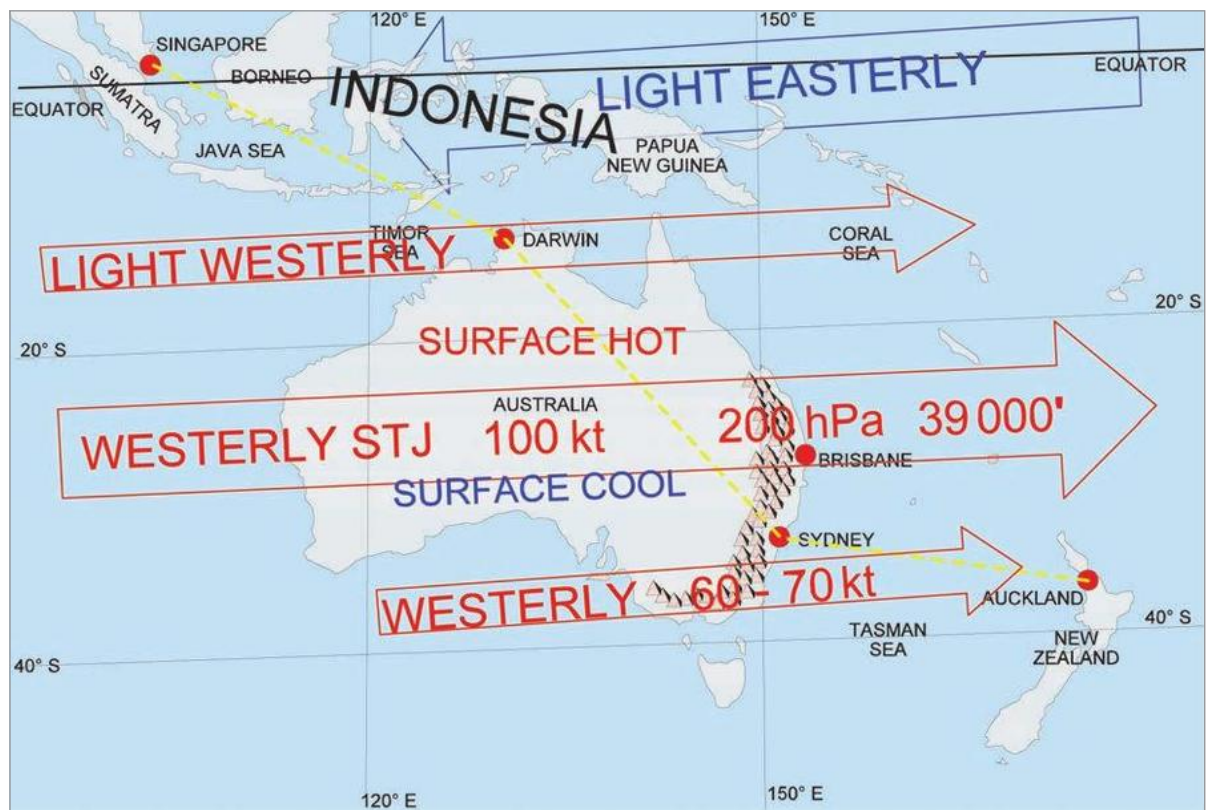 120° E
150° E
SINGAPORE
SUMATRA
BORNEO
EQUATOR
INDONESIA
LIGHT EASTERLY
EQUATOR
JAVA SEA
PAPUA
NEW GUINEA
TIMOR
SEA
DARWIN
CORAL
SEA
LIGHT WESTERLY
20° S
SURFACE HOT
20° S
AUSTRALIA
WESTERLY STJ 100 kt 200 hPa 39 000'
BRISBANE
SURFACE COOL
SYDNEY
WESTERLY 60 - 70 kt
AUCKLAND
TASMAN
SEA
40° S
NEW
ZEALAND
40° S
120° E
150° E